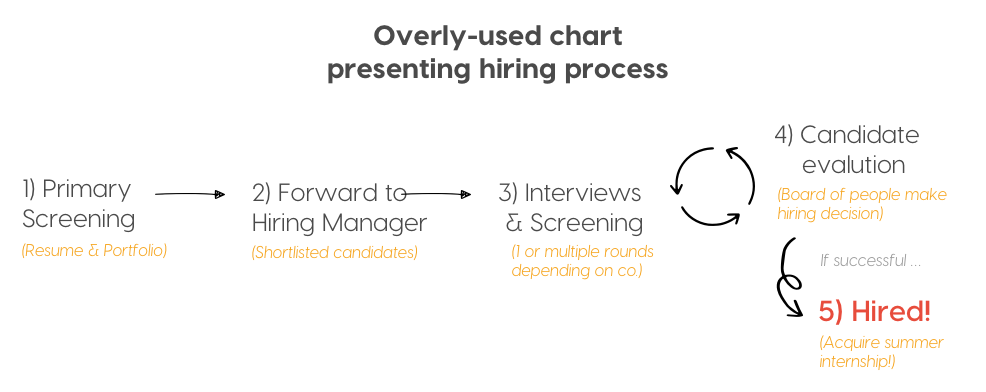 Overly-used chart
presenting hiring process
1) Primary
Screening
(Resume & Portfolio)
2) Forward to
Hiring Manager
(Shortlisted candidates)
3) Interviews
& Screening
(1 or multiple rounds
depending on co.)
4) Candidate
evalution
(Board of people make
hiring decision)
If successful ...
5) Hired!
(Acquire summer
internship!)